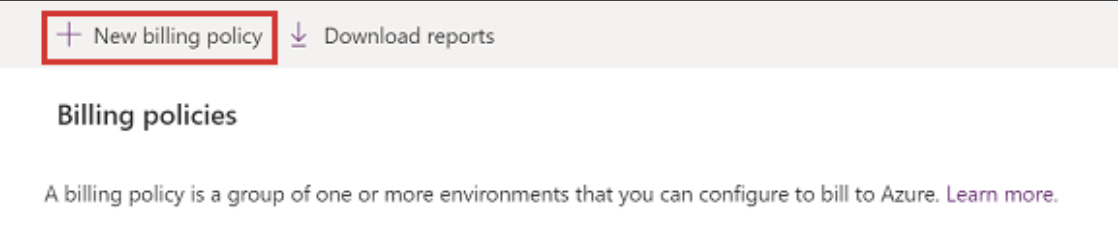 New billing policy Download reports
Billing policies
A billing policy is a group of one or more environments that you can configure to bill to Azure. Learn more.